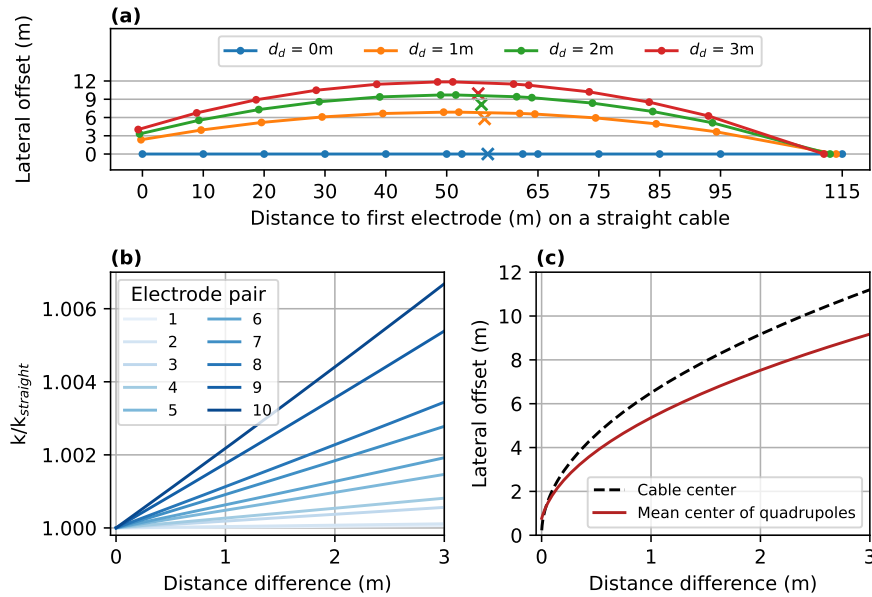 (a)
d_d = 0m d_d = 1m d_d = 2m d_d = 3m
Lateral offset (m)
12
9
6
3
0
0 10 20 30 40 50 65 75 85 95 115
Distance to first electrode (m) on a straight cable
(b)
k/k_straight
1.006
1.004
1.002
1.000
Electrode pair
1 6
2 7
3 8
4 9
5 10
0 1 2 3
Distance difference (m)
(c)
Lateral offset (m)
12
10
8
6
4
2
0
Cable center
Mean center of quadrupoles
0 1 2 3
Distance difference (m)